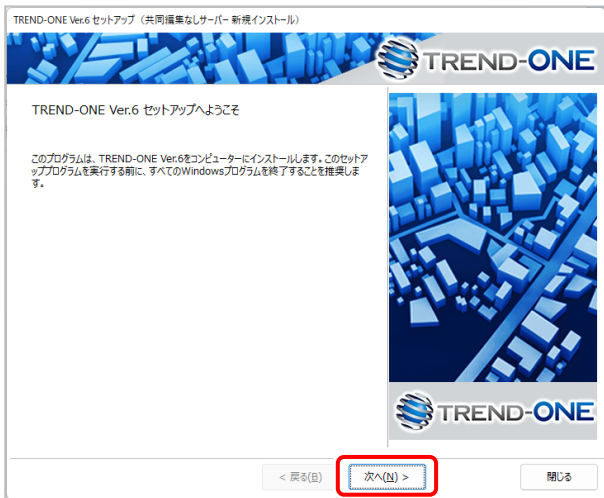 TREND-ONE Ver.6 セットアップ（共同編集なしサーバー 新規インストール）
TREND-ONE
TREND-ONE Ver.6 セットアップへようこそ
このプログラムは、TREND-ONE Ver.6をコンピューターにインストールします。このセットア
ッププログラムを実行する前に、すべてのWindowsプログラムを終了することを推奨しま
す。
TREND-ONE
< 戻る(B)
次へ(N) >
閉じる